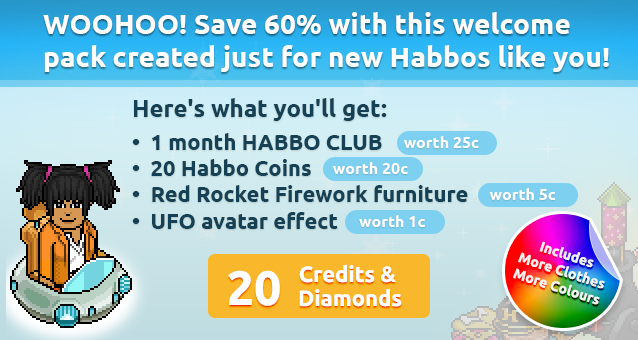 WOOHOO! Save 60% with this welcome
pack created just for new Habbos like you!
Here's what you'll get:
• 1 month HABBO CLUB worth 25c
• 20 Habbo Coins worth 20c
• Red Rocket Firework furniture worth 5c
• UFO avatar effect worth 1c
20 Credits &
Diamonds
Includes
More Clothes
More Colours